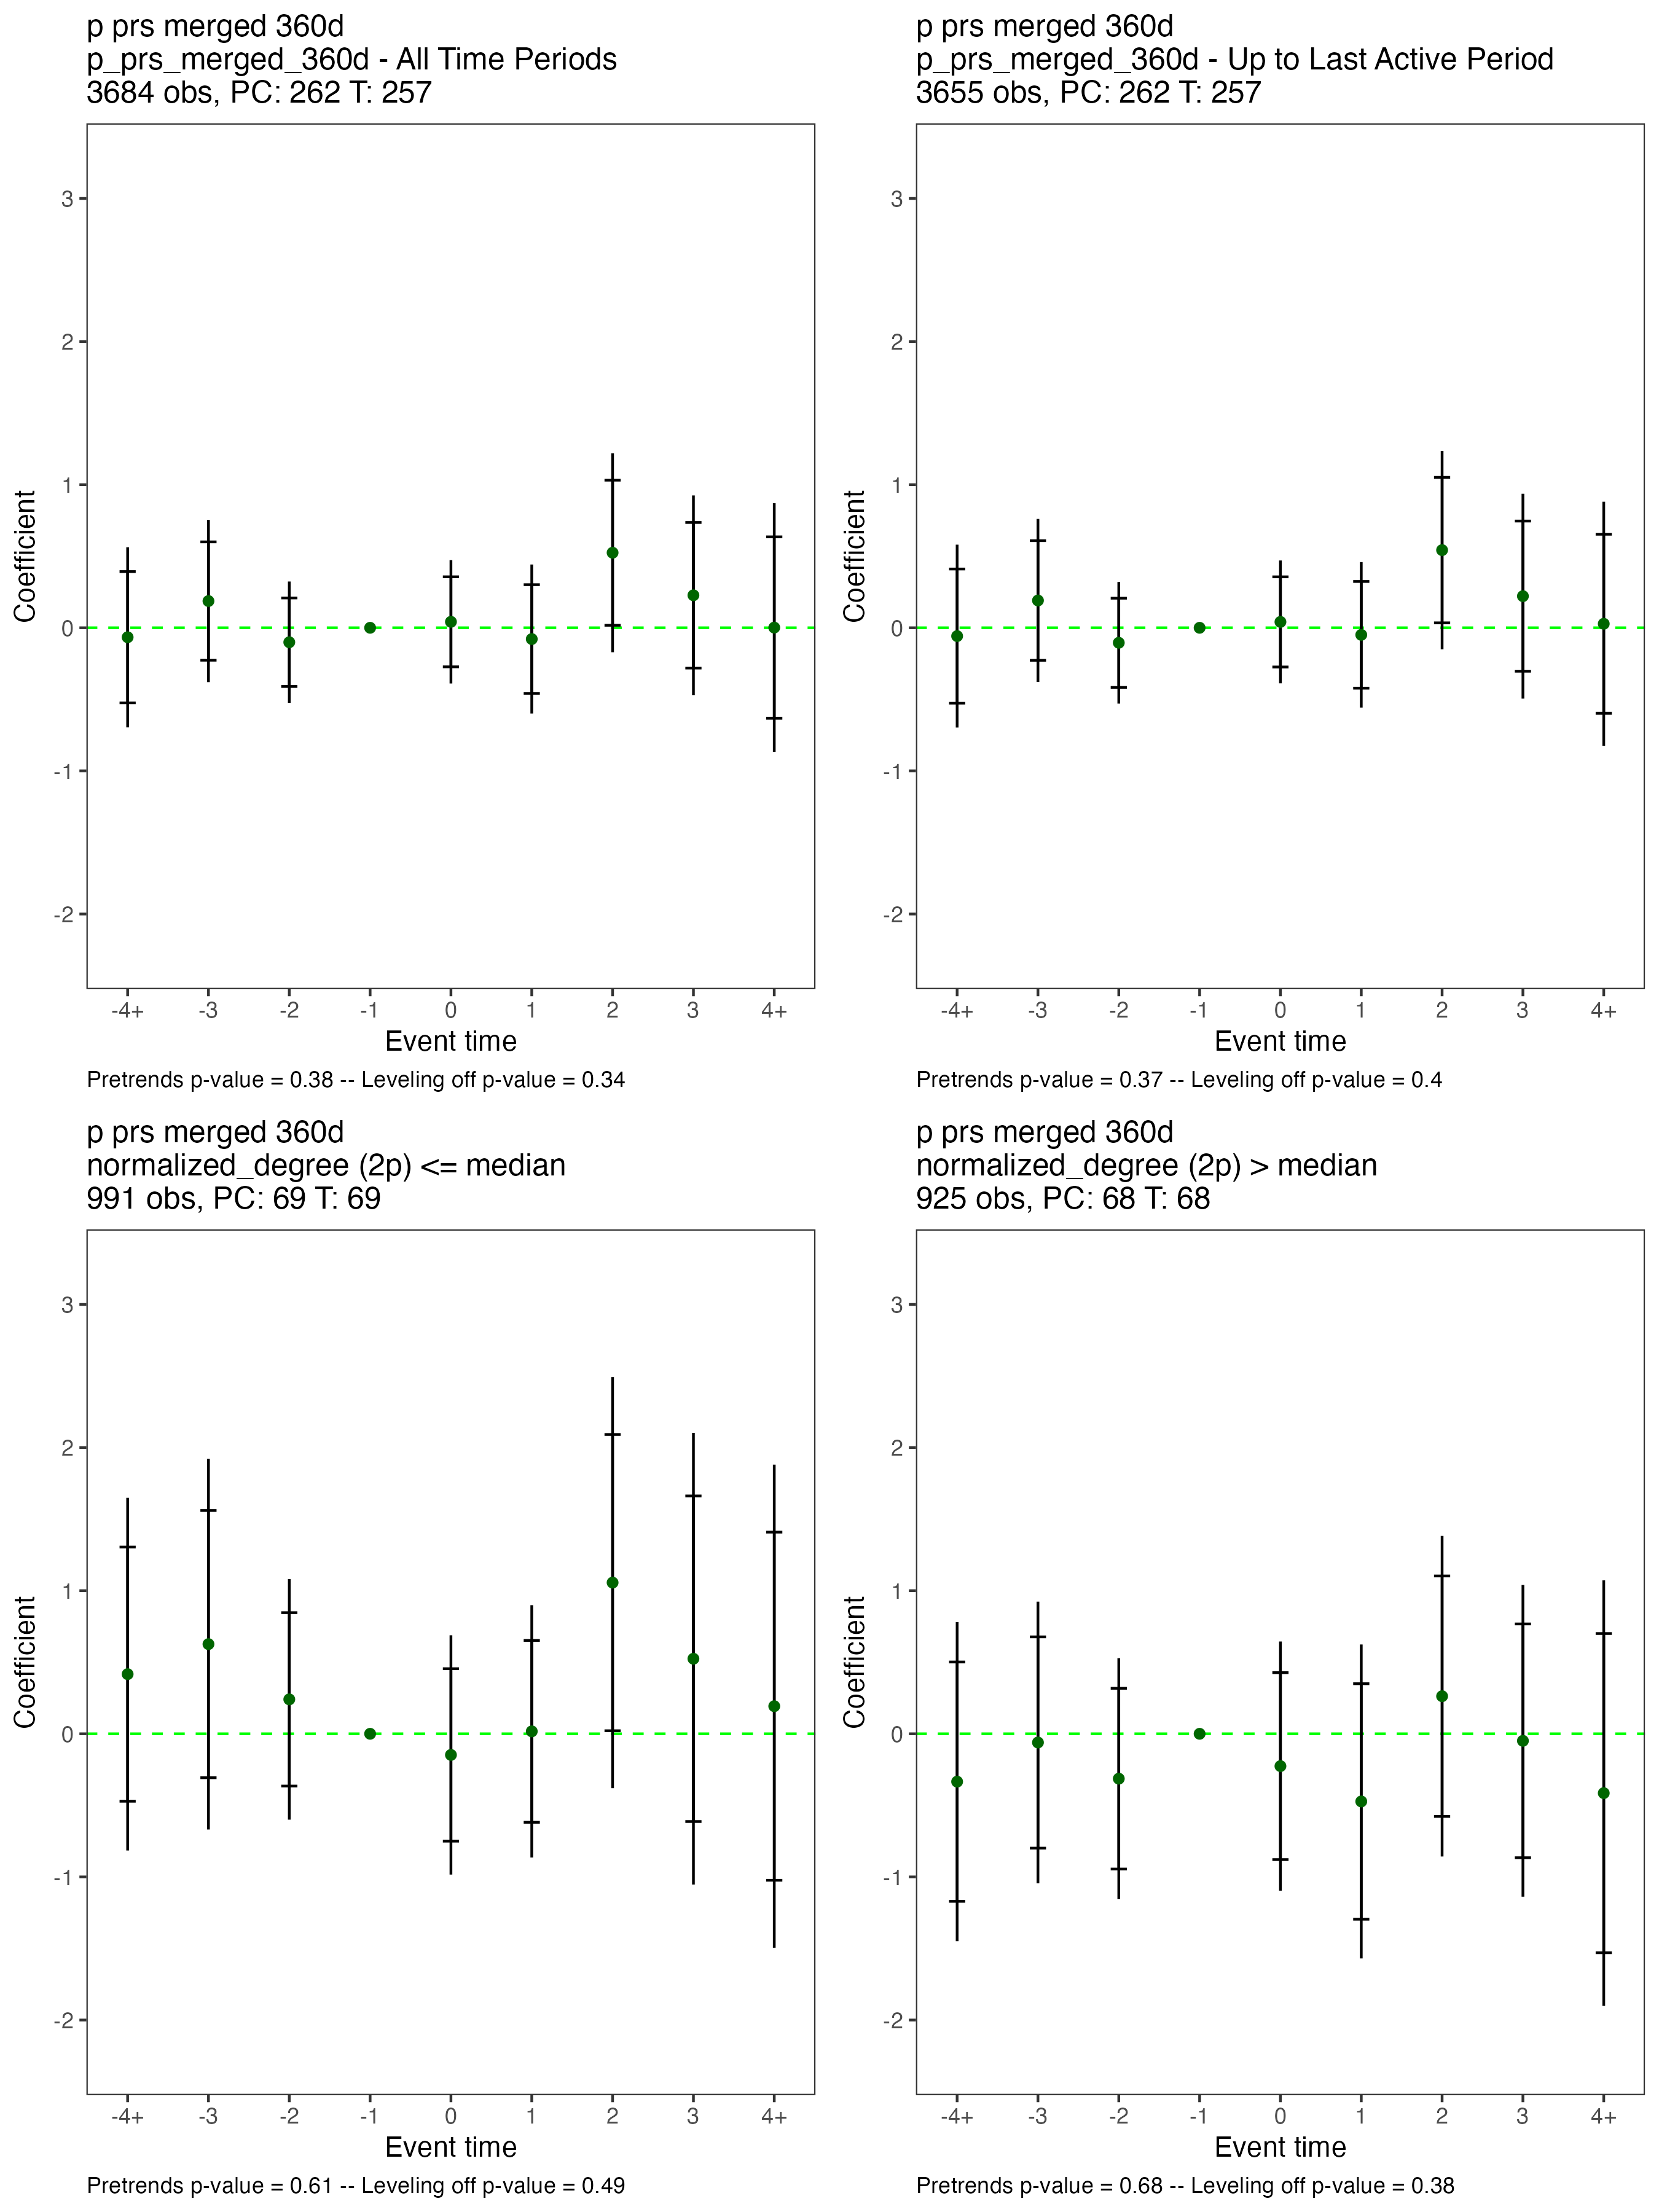 p prs merged 360d
p_prs_merged_360d - All Time Periods
3684 obs, PC: 262 T: 257
Coefficient
3
2
1
0
-1
-2
-4+ -3 -2 -1 0 1 2 3 4+
Event time
Pretrends p-value = 0.38 -- Leveling off p-value = 0.34
p prs merged 360d
p_prs_merged_360d - Up to Last Active Period
3655 obs, PC: 262 T: 257
Coefficient
3
2
1
0
-1
-2
-4+ -3 -2 -1 0 1 2 3 4+
Event time
Pretrends p-value = 0.37 -- Leveling off p-value = 0.4
p prs merged 360d
normalized_degree (2p) <= median
991 obs, PC: 69 T: 69
Coefficient
3
2
1
0
-1
-2
-4+ -3 -2 -1 0 1 2 3 4+
Event time
Pretrends p-value = 0.61 -- Leveling off p-value = 0.49
p prs merged 360d
normalized_degree (2p) > median
925 obs, PC: 68 T: 68
Coefficient
3
2
1
0
-1
-2
-4+ -3 -2 -1 0 1 2 3 4+
Event time
Pretrends p-value = 0.68 -- Leveling off p-value = 0.38